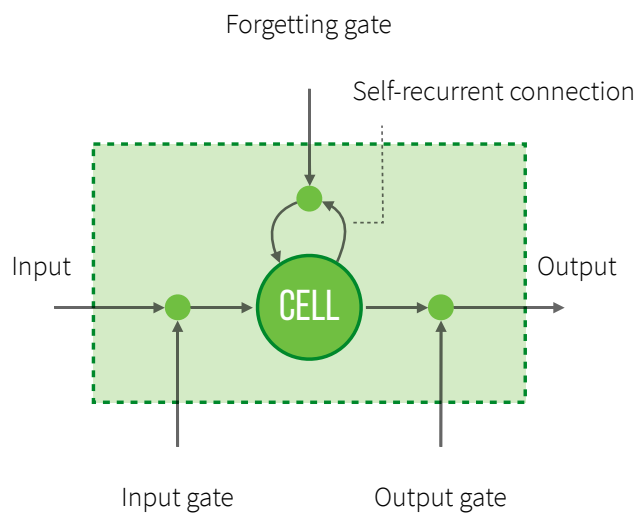 Forgetting gate
Self-recurrent connection
Input
Output
CELL
Input gate
Output gate